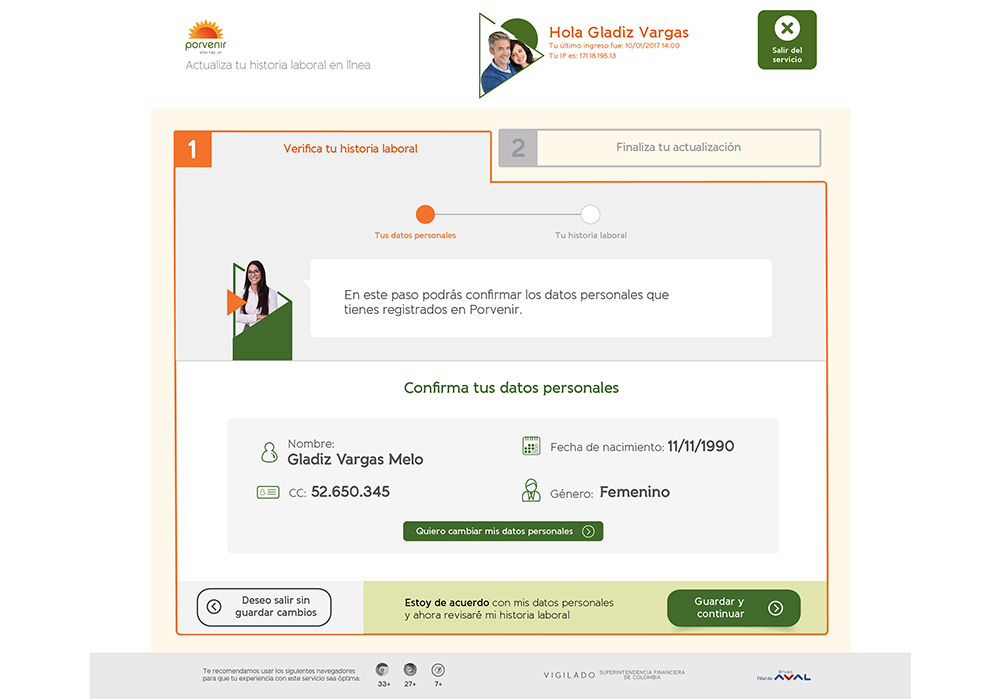 porvenir
Actualiza tu historia laboral en línea
Hola Gladiz Vargas
Tu último ingreso fue: 10/01/2017 14:00
Tu IP es: 171.18.195.13
Salir del
servicio
1
Verifica tu historia laboral
2
Finaliza tu actualización
Tus datos personales
Tu historia laboral
En este paso podrás confirmar los datos personales que
tienes registrados en Porvenir.
Confirma tus datos personales
Nombre:
Gladiz Vargas Melo
Fecha de nacimiento: 11/11/1990
CC: 52.650.345
Género: Femenino
Quiero cambiar mis datos personales
Deseo salir sin
guardar cambios
Estoy de acuerdo con mis datos personales
y ahora revisaré mi historia laboral
Guardar y
continuar
Te recomendamos usar los siguientes navegadores
para que tu experiencia con este servicio sea óptima:
33+
27+
7+
VIGILADO
SUPERINTENDENCIA FINANCIERA
DE COLOMBIA
Grupo
Filial de AVAL